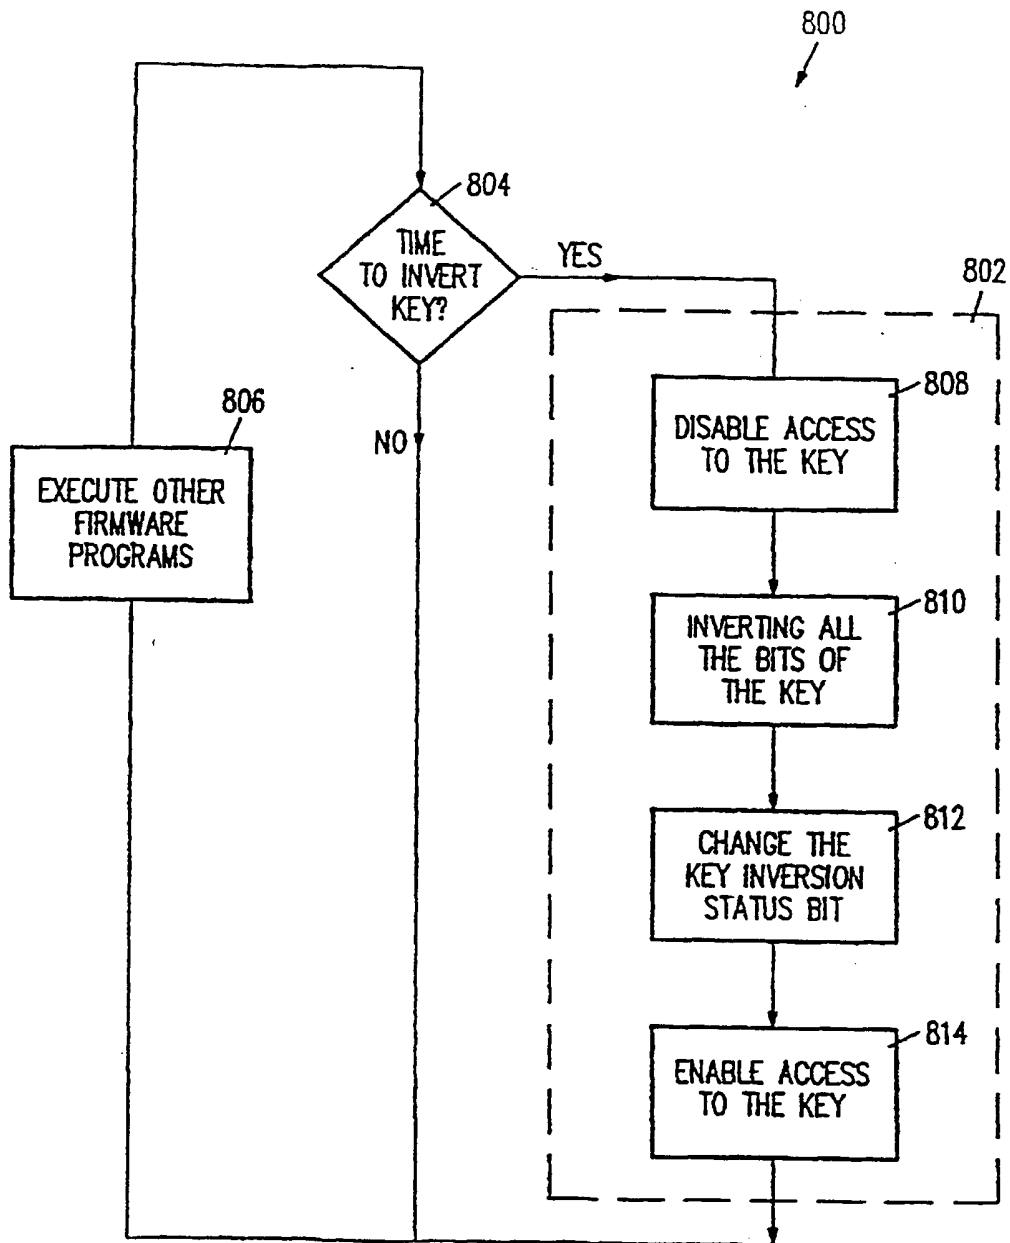 800
804
TIME
TO INVERT
KEY?
YES
802
808
DISABLE ACCESS
TO THE KEY
806
NO
EXECUTE OTHER
FIRMWARE
PROGRAMS
810
INVERTING ALL
THE BITS OF
THE KEY
812
CHANGE THE
KEY INVERSION
STATUS BIT
814
ENABLE ACCESS
TO THE KEY